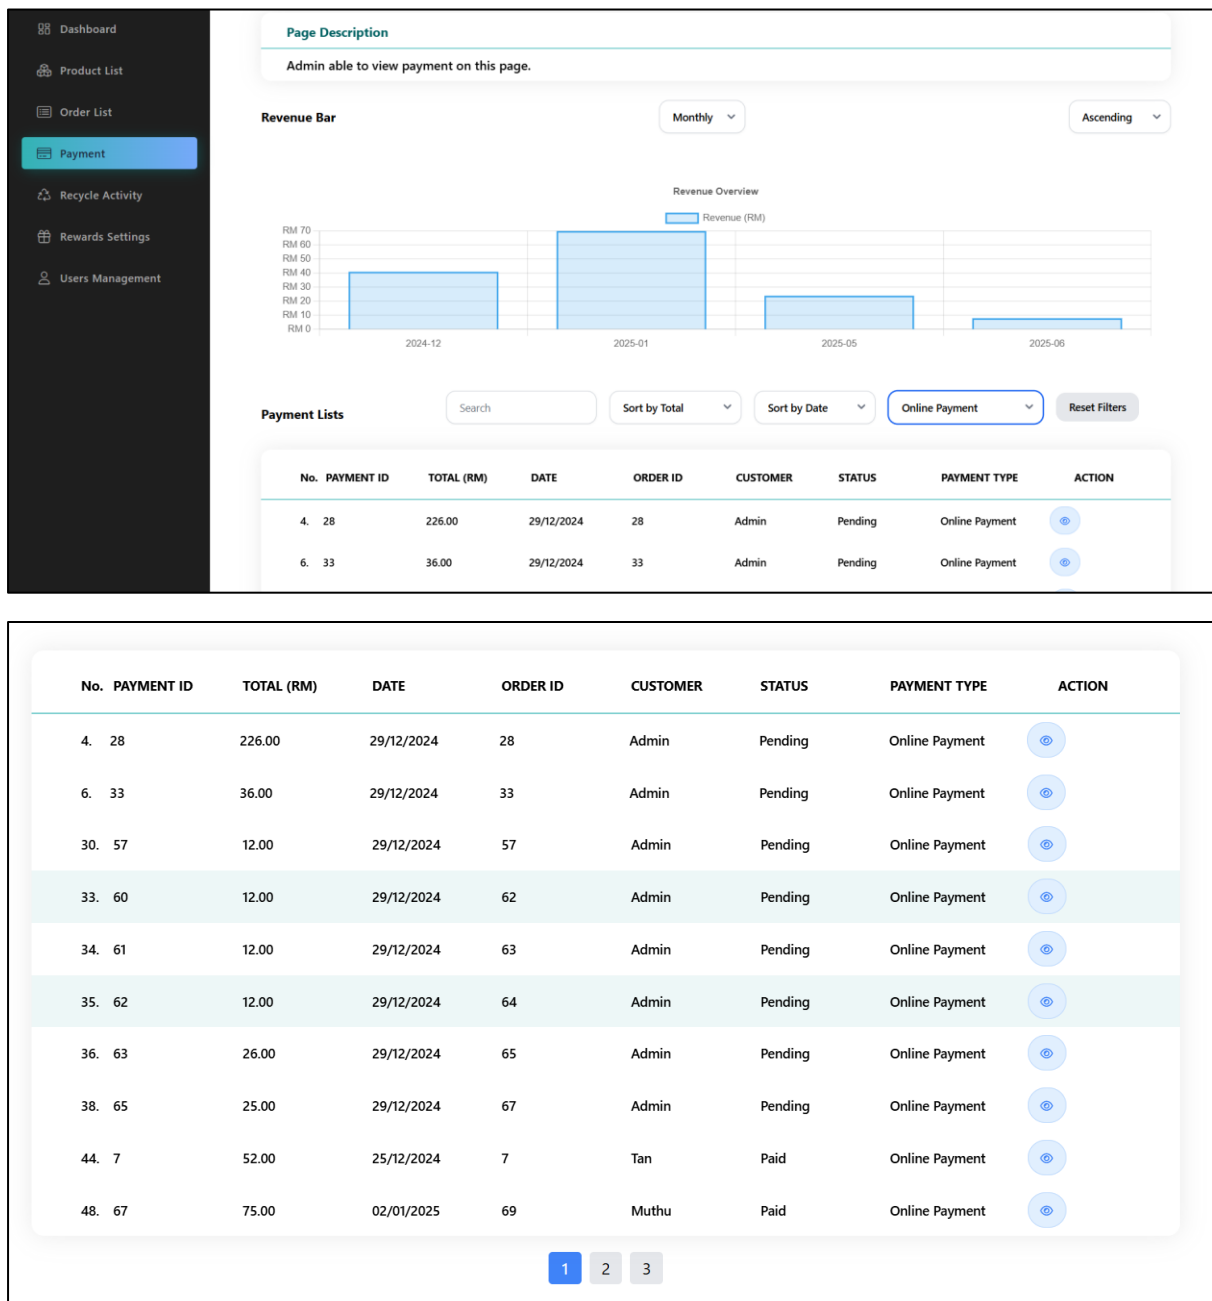 Dashboard
Product List
Order List
Payment
Recycle Activity
Rewards Settings
Users Management
Page Description
Admin able to view payment on this page.
Revenue Bar
Monthly
Ascending
Revenue Overview
Revenue (RM)
RM 70
RM 60
RM 50
RM 40
RM 30
RM 20
RM 10
RM 0
2024-12 2025-01 2025-05 2025-06
Payment Lists
Search
Sort by Total
Sort by Date
Online Payment
Reset Filters
No. PAYMENT ID TOTAL (RM) DATE ORDER ID CUSTOMER STATUS PAYMENT TYPE ACTION
4. 28 226.00 29/12/2024 28 Admin Pending Online Payment
6. 33 36.00 29/12/2024 33 Admin Pending Online Payment
No. PAYMENT ID TOTAL (RM) DATE ORDER ID CUSTOMER STATUS PAYMENT TYPE ACTION
4. 28 226.00 29/12/2024 28 Admin Pending Online Payment
6. 33 36.00 29/12/2024 33 Admin Pending Online Payment
30. 57 12.00 29/12/2024 57 Admin Pending Online Payment
33. 60 12.00 29/12/2024 62 Admin Pending Online Payment
34. 61 12.00 29/12/2024 63 Admin Pending Online Payment
35. 62 12.00 29/12/2024 64 Admin Pending Online Payment
36. 63 26.00 29/12/2024 65 Admin Pending Online Payment
38. 65 25.00 29/12/2024 67 Admin Pending Online Payment
44. 7 52.00 25/12/2024 7 Tan Paid Online Payment
48. 67 75.00 02/01/2025 69 Muthu Paid Online Payment
1 2 3